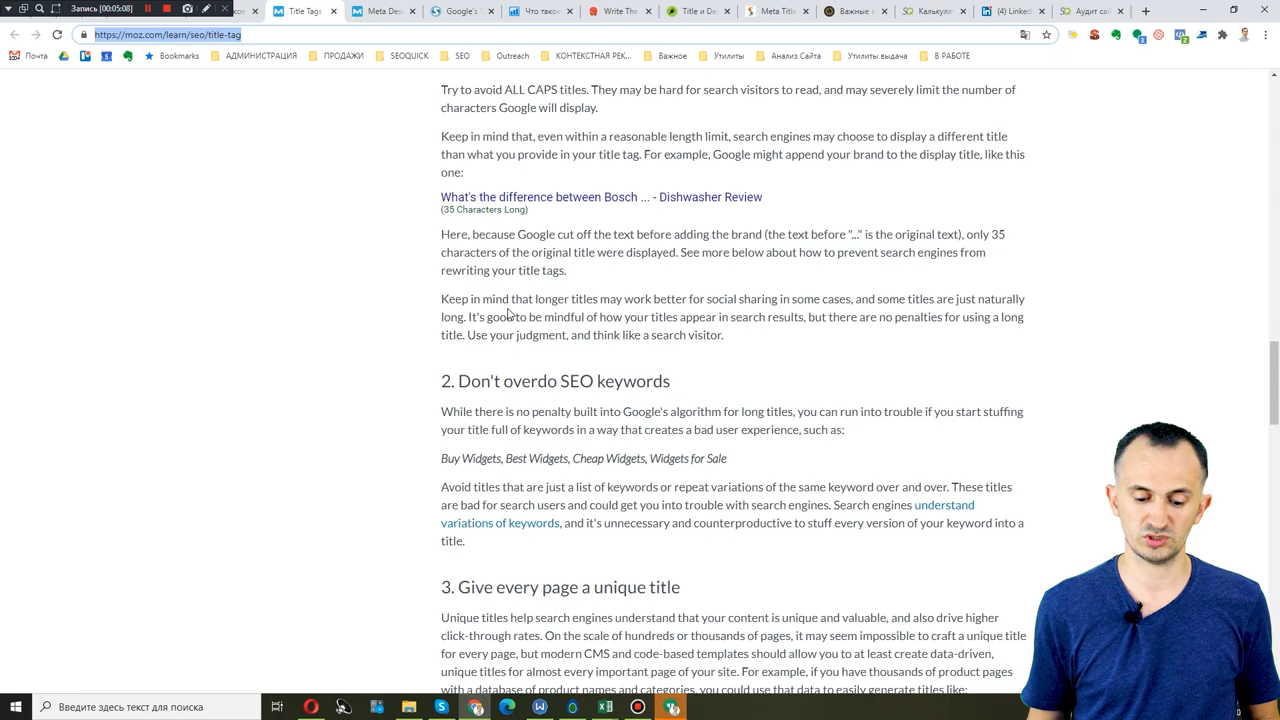 Запись [00:05:08]
Title Tags
Meta Des
Google's
Что такое
Write The
Title и De
Meta Title
Важные
SQ Калькул
(4) Linked
SQ Аудит сай
https://moz.com/learn/seo/title-tag
Почта
Bookmarks
АДМИНИСТРАЦИЯ
ПРОДАЖИ
SEOQUICK
SEO
Outreach
КОНТЕКСТНАЯ РЕК...
Важное
Утилиты
Анализ Сайта
Утилиты выдача
В РАБОТЕ
Try to avoid ALL CAPS titles. They may be hard for search visitors to read, and may severely limit the number of
characters Google will display.
Keep in mind that, even within a reasonable length limit, search engines may choose to display a different title
than what you provide in your title tag. For example, Google might append your brand to the display title, like this
one:
What's the difference between Bosch ... - Dishwasher Review
(35 Characters Long)
Here, because Google cut off the text before adding the brand (the text before "..." is the original text), only 35
characters of the original title were displayed. See more below about how to prevent search engines from
rewriting your title tags.
Keep in mind that longer titles may work better for social sharing in some cases, and some titles are just naturally
long. It's good to be mindful of how your titles appear in search results, but there are no penalties for using a long
title. Use your judgment, and think like a search visitor.
2. Don't overdo SEO keywords
While there is no penalty built into Google's algorithm for long titles, you can run into trouble if you start stuffing
your title full of keywords in a way that creates a bad user experience, such as:
Buy Widgets, Best Widgets, Cheap Widgets, Widgets for Sale
Avoid titles that are just a list of keywords or repeat variations of the same keyword over and over. These titles
are bad for search users and could get you into trouble with search engines. Search engines understand
variations of keywords, and it's unnecessary and counterproductive to stuff every version of your keyword into a
title.
3. Give every page a unique title
Unique titles help search engines understand that your content is unique and valuable, and also drive higher
click-through rates. On the scale of hundreds or thousands of pages, it may seem impossible to craft a unique title
for every page, but modern CMS and code-based templates should allow you to at least create data-driven,
unique titles for almost every important page of your site. For example, if you have thousands of product pages
with a database of product names and categories, you could use that data to easily generate titles like:
Введите здесь текст для поиска